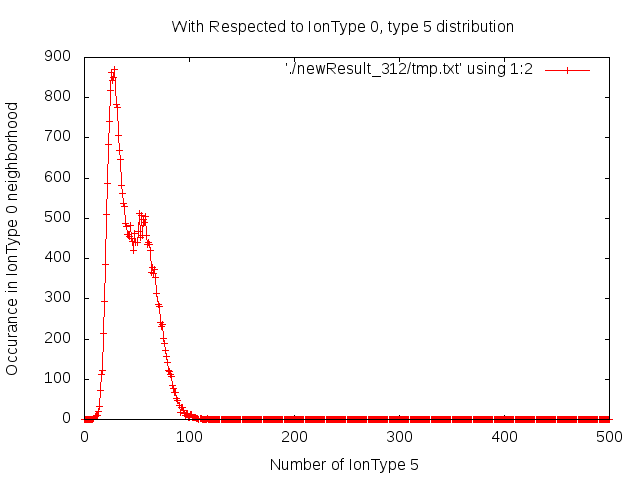 With Respected to IonType 0, type 5 distribution
'./newResult_312/tmp.txt' using 1:2
Occurance in IonType 0 neighborhood
900
800
700
600
500
400
300
200
100
0
0 100 200 300 400 500
Number of IonType 5